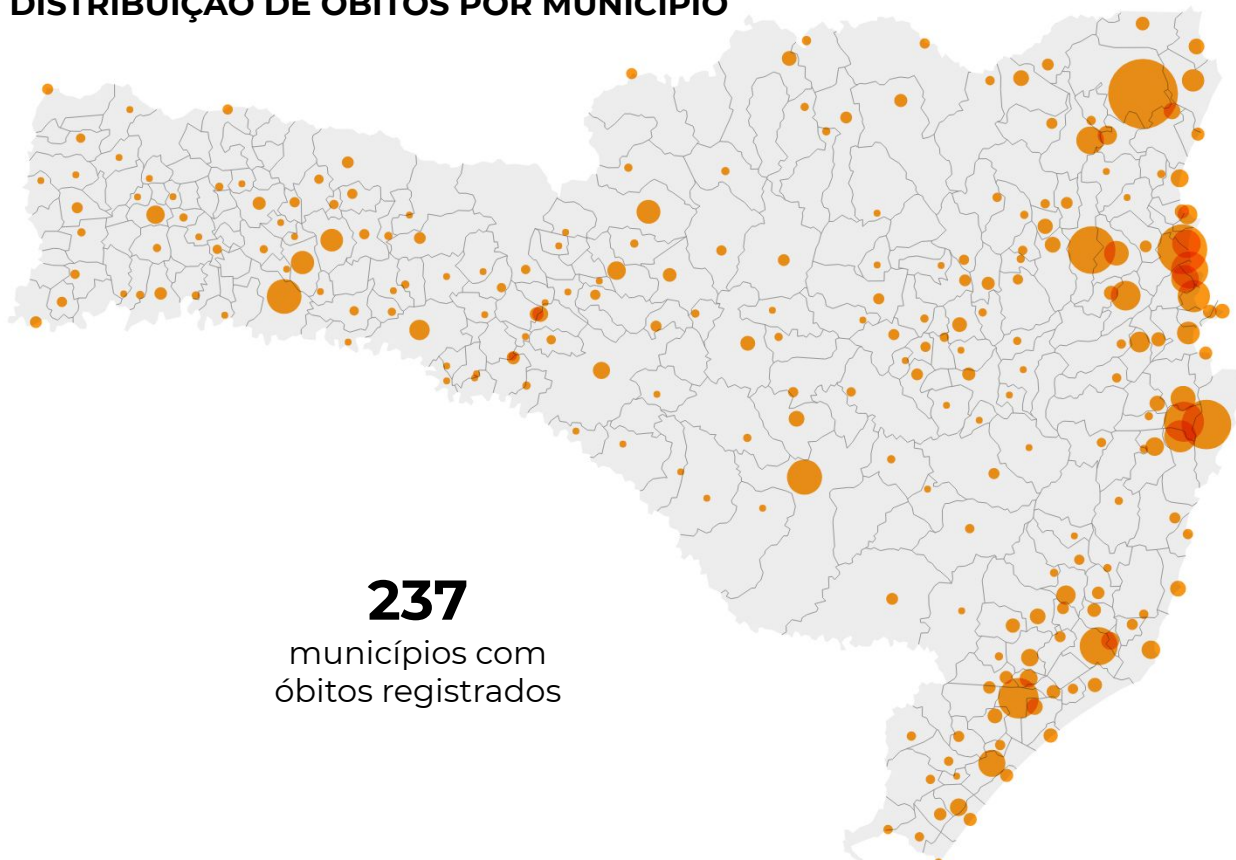 DISTRIBUIÇÃO DE ÓBITOS POR MUNICÍPIO
237
municípios com
óbitos registrados